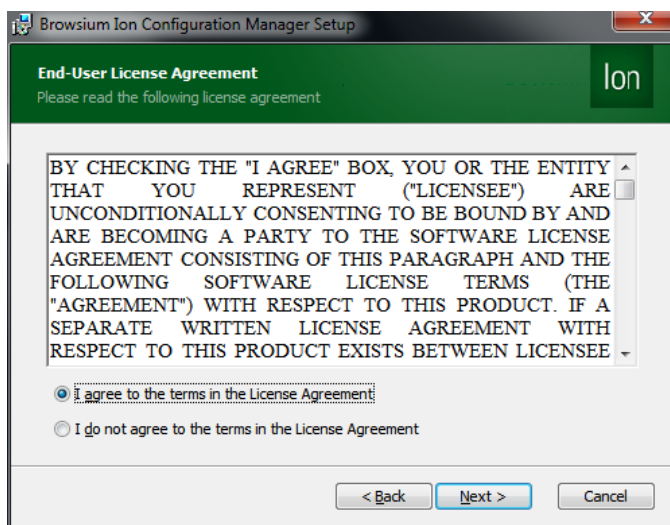 Browsium Ion Configuration Manager Setup
End-User License Agreement
Please read the following license agreement
Ion
BY CHECKING THE "I AGREE" BOX, YOU OR THE ENTITY
THAT YOU REPRESENT ("LICENSEE") ARE
UNCONDITIONALLY CONSENTING TO BE BOUND BY AND
ARE BECOMING A PARTY TO THE SOFTWARE LICENSE
AGREEMENT CONSISTING OF THIS PARAGRAPH AND THE
FOLLOWING SOFTWARE LICENSE TERMS (THE
"AGREEMENT") WITH RESPECT TO THIS PRODUCT. IF A
SEPARATE WRITTEN LICENSE AGREEMENT WITH
RESPECT TO THIS PRODUCT EXISTS BETWEEN LICENSEE
I agree to the terms in the License Agreement
I do not agree to the terms in the License Agreement
< Back Next > Cancel